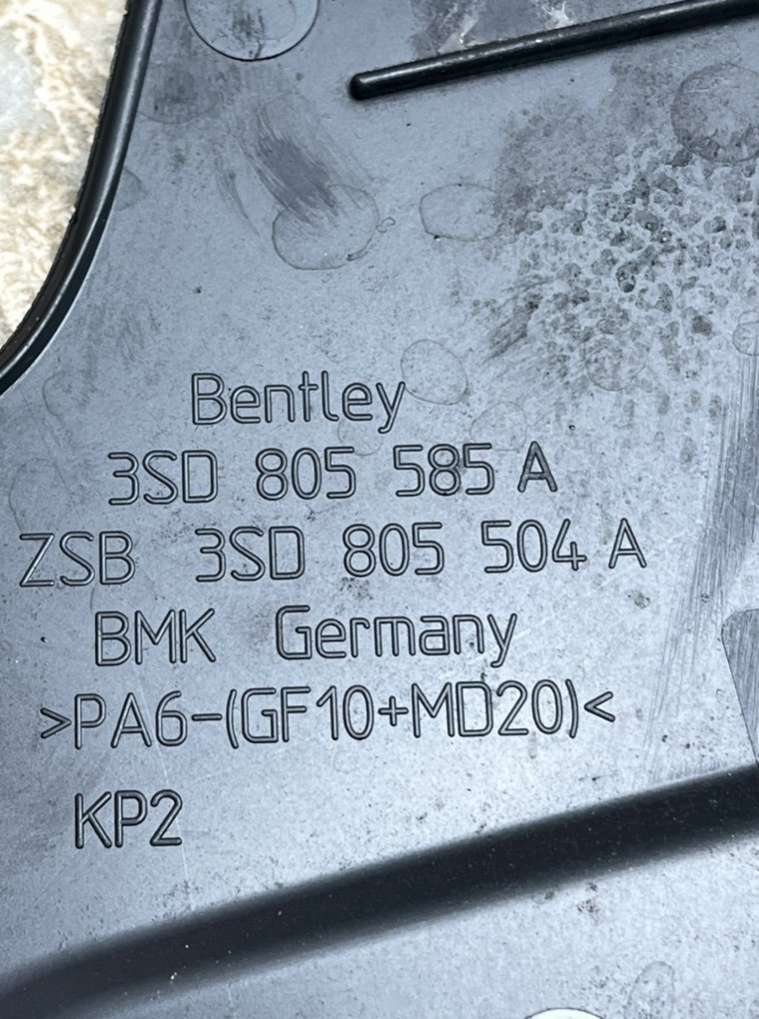 Bentley
3SD 805 585 A
ZSB 3SD 805 504 A
BMK Germany
>PA6-(GF10+MD20)<
KP2